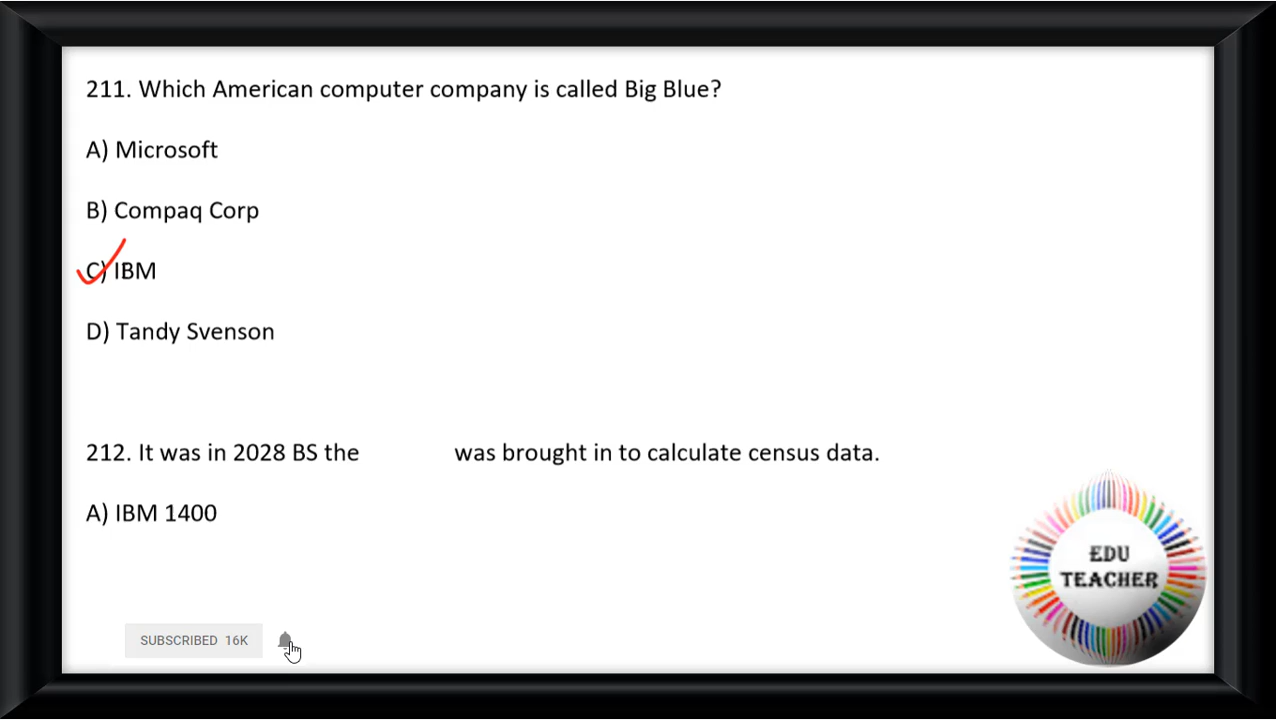 211. Which American computer company is called Big Blue?
A) Microsoft
B) Compaq Corp
C) IBM
D) Tandy Svenson
212. It was in 2028 BS the was brought in to calculate census data.
A) IBM 1400
EDU
TEACHER
SUBSCRIBED 16K